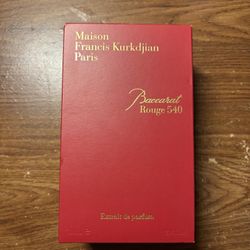 Maison
Francis Kurkdjian
Paris
Baccarat
Rouge 540
Extrait de parfum